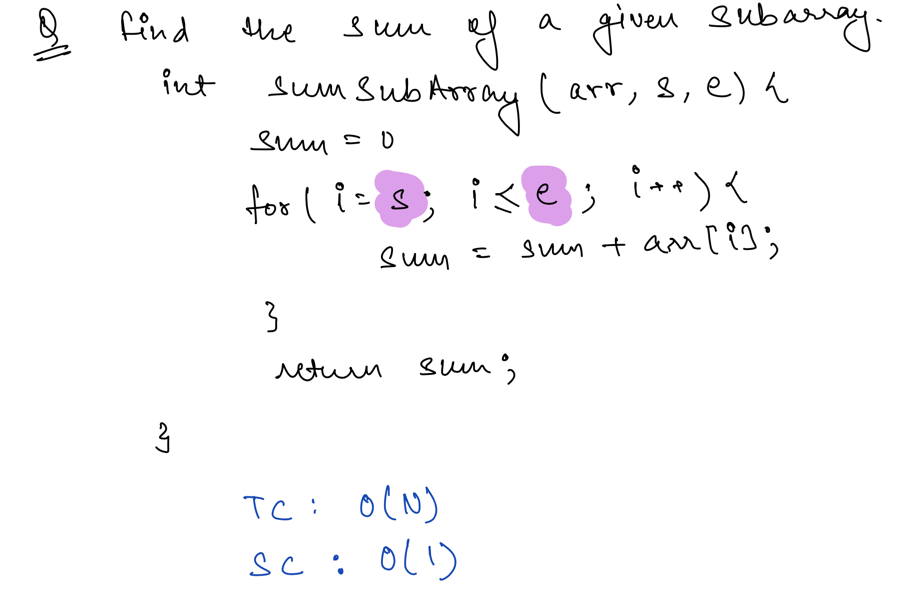 Q Find the sum of a given subarray.
int sumSubArray (arr, s, e) {
sum = 0
for( i = s; i ≤ e ; i++) {
sum = sum + arr[i];
}
return sum;
}
TC : O(N)
SC : O(1)